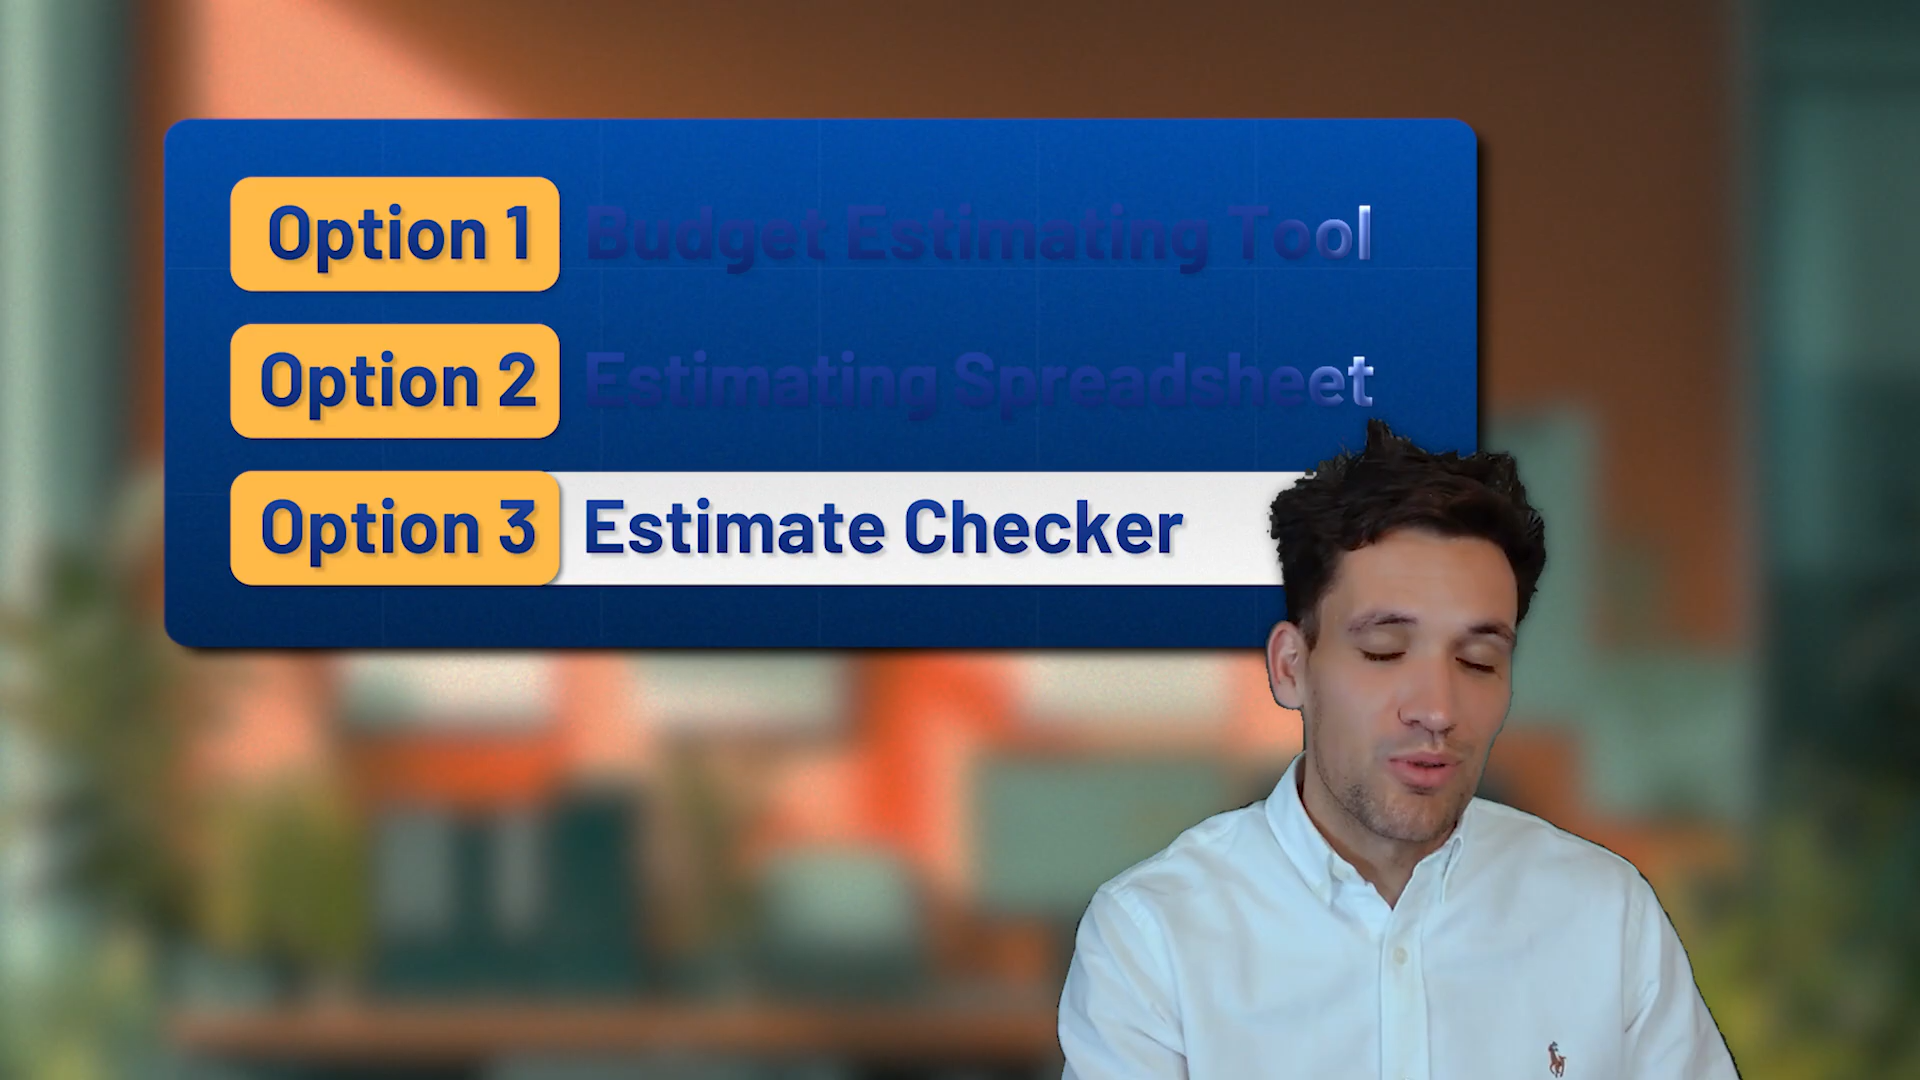 Option 1 Budget Estimating Tool
Option 2 Estimating Spreadsheet
Option 3 Estimate Checker